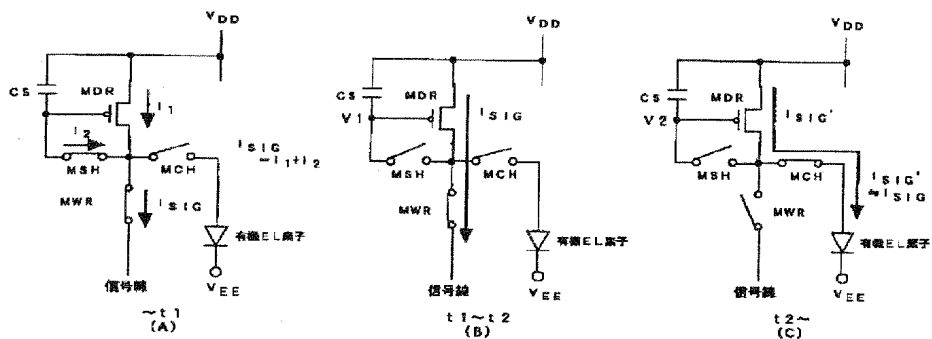 VDD
CS
MDR
I1
I2
MSH
MCH
ISIG
=I1+I2
MWR
ISIG
有機EL素子
信号線
VEE
~t1
(A)
VDD
CS
MDR
V1
ISIG
MSH
MCH
MWR
有機EL素子
信号線
VEE
t1~t2
(B)
VDD
CS
MDR
V2
ISIG'
MSH
MCH
ISIG'
≒ISIG
MWR
有機EL素子
信号線
VEE
t2~
(C)